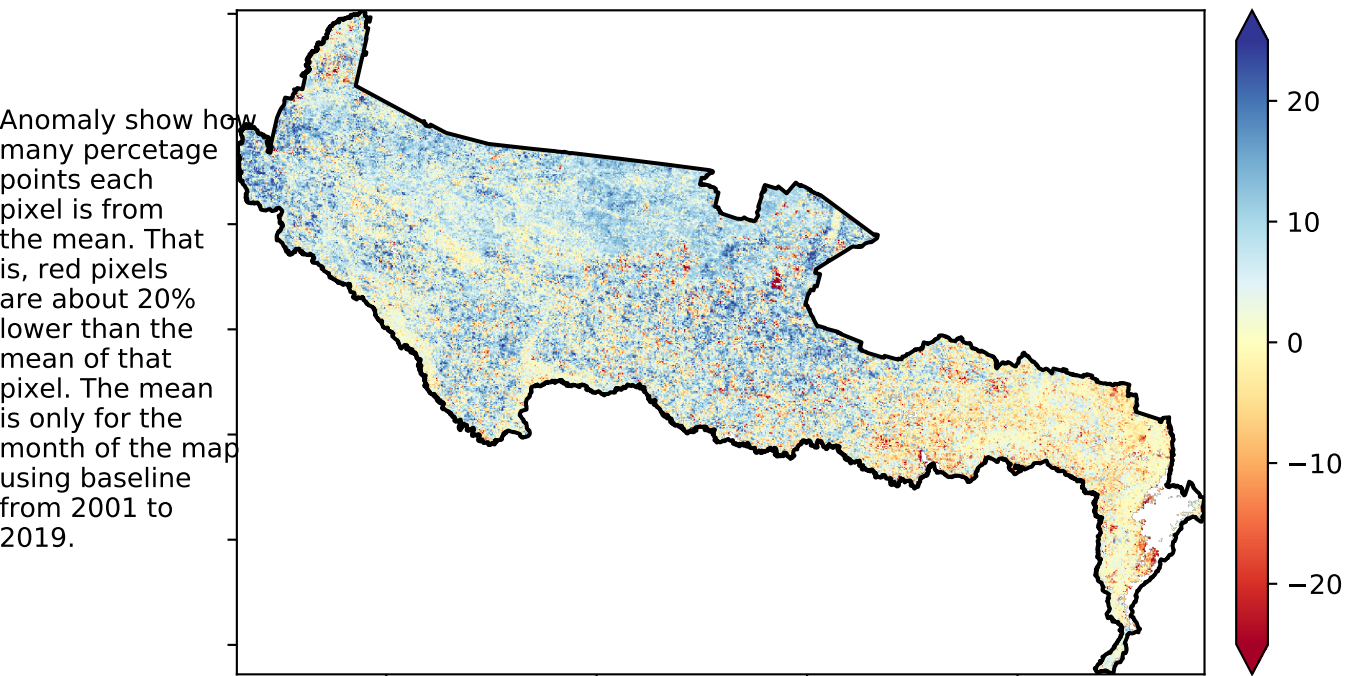 Anomaly show how
many percetage
points each
pixel is from
the mean. That
is, red pixels
are about 20%
lower than the
mean of that
pixel. The mean
is only for the
month of the map
using baseline
from 2001 to
2019.
20
10
0
−10
−20